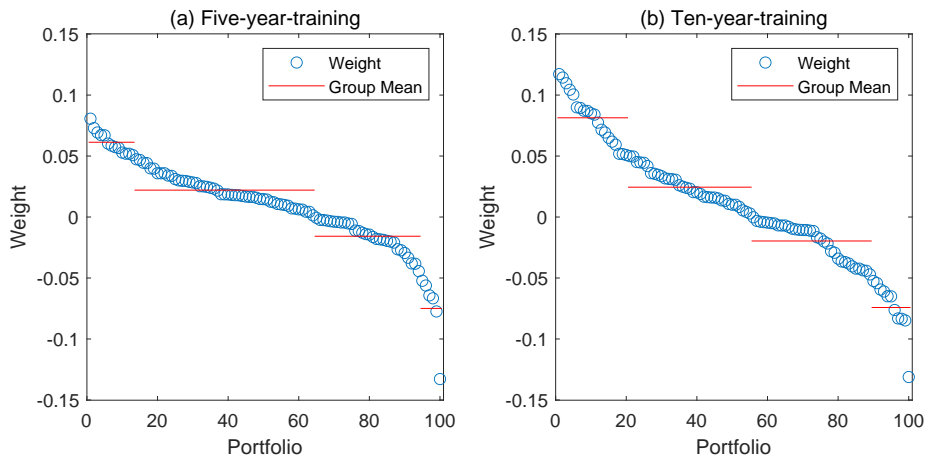 (a) Five-year-training
0.15
0.1
0.05
0
-0.05
-0.1
-0.15
Weight
0 20 40 60 80 100
Portfolio
Weight
Group Mean
(b) Ten-year-training
0.15
0.1
0.05
0
-0.05
-0.1
-0.15
Weight
0 20 40 60 80 100
Portfolio
Weight
Group Mean